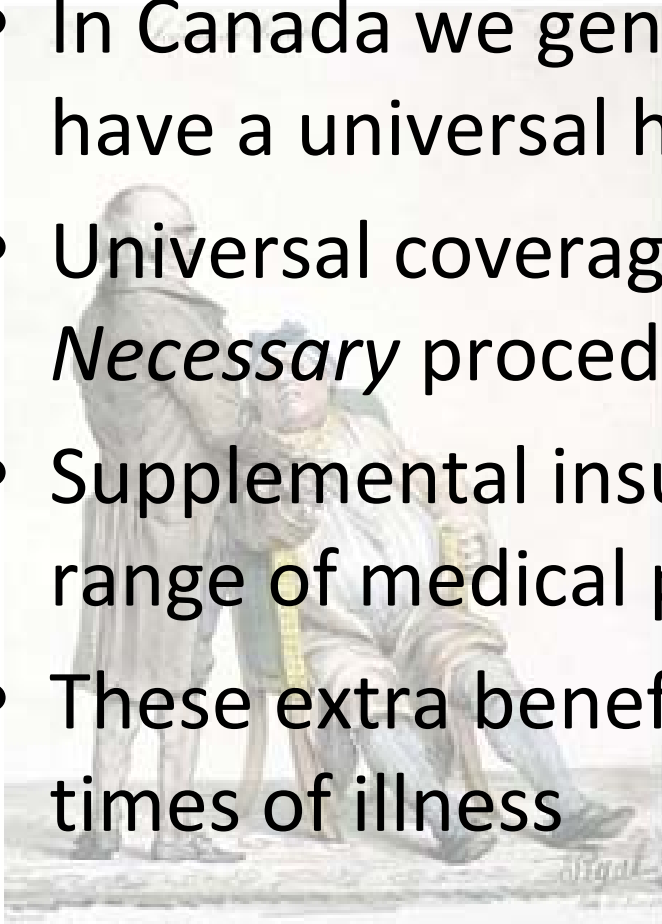 • In Canada we gen
have a universal h
• Universal coverag
Necessary proced
• Supplemental insu
range of medical p
• These extra benef
times of illness